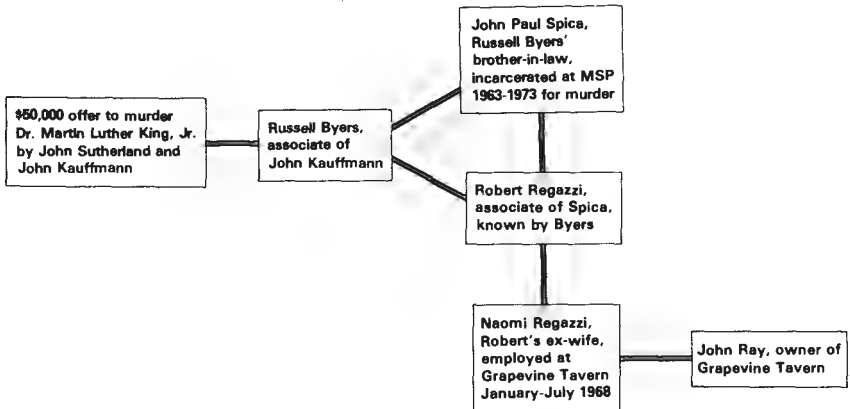 John Paul Spica,
Russell Byers'
brother-in-law,
incarcerated at MSP
1963-1973 for murder
$50,000 offer to murder
Dr. Martin Luther King, Jr.
by John Sutherland and
John Kauffmann
Russell Byers,
associate of
John Kauffmann
Robert Regazzi,
associate of Spica,
known by Byers
Naomi Regazzi,
Robert's ex-wife,
employed at
Grapevine Tavern
January-July 1968
John Ray, owner of
Grapevine Tavern